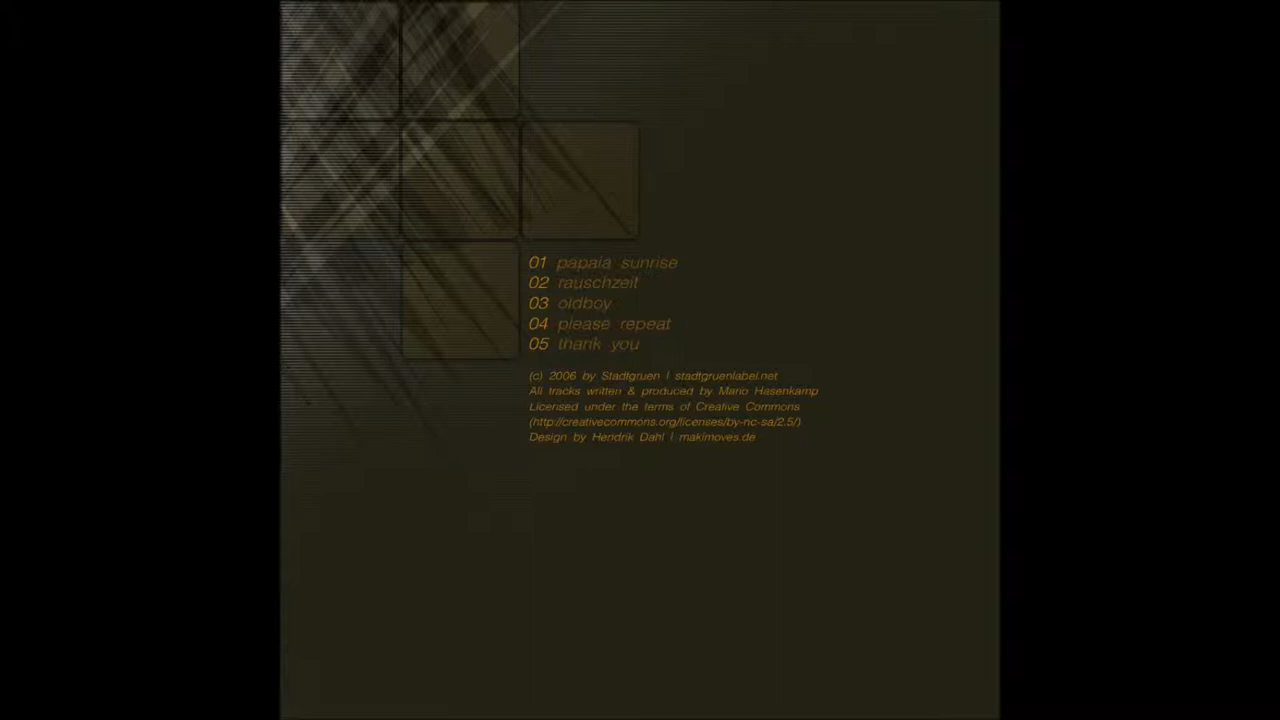 01 papaia sunrise
02 rauschzeit
03 oldboy
04 please repeat
05 thank you
(c) 2006 by Stadtgruen | stadtgruenlabel.net
All tracks written & produced by Mario Hasenkamp
Licensed under the terms of Creative Commons
(http://creativecommons.org/licenses/by-nc-sa/2.5/)
Design by Hendrik Dahl | makimoves.de